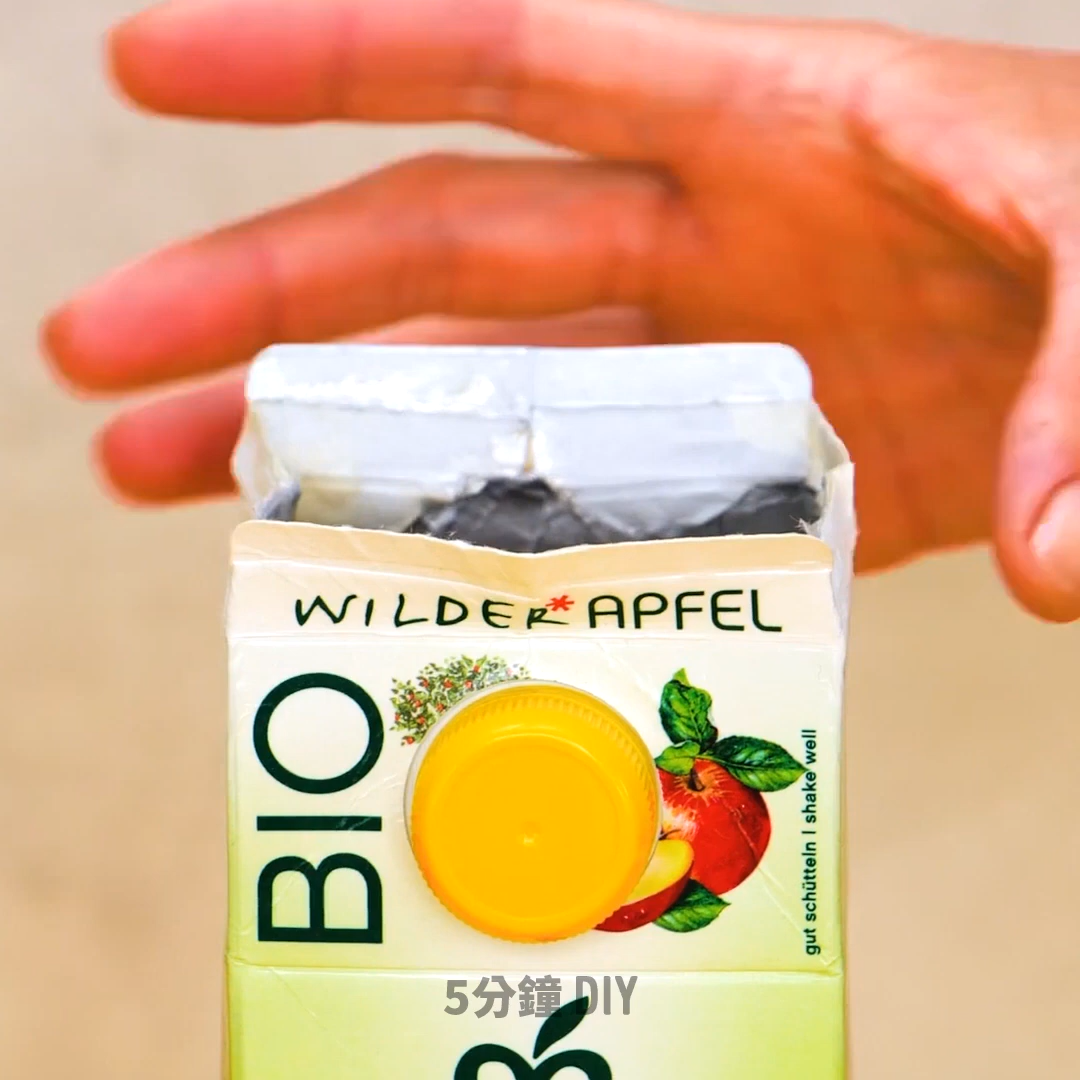 WILDER* APFEL
BIO
gut schütteln | shake well
5分鐘 DIY